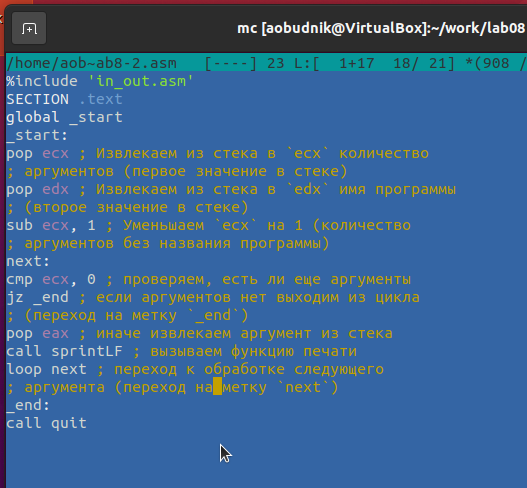 mc [aobudnik@VirtualBox]:~/work/lab08
/home/aob~ab8-2.asm [----] 23 L:[ 1+17 18/ 21] *(908 /
%include 'in_out.asm'
SECTION .text
global _start
_start:
pop ecx ; Извлекаем из стека в `ecx` количество
; аргументов (первое значение в стеке)
pop edx ; Извлекаем из стека в `edx` имя программы
; (второе значение в стеке)
sub ecx, 1 ; Уменьшаем `ecx` на 1 (количество
; аргументов без названия программы)
next:
cmp ecx, 0 ; проверяем, есть ли еще аргументы
jz _end ; если аргументов нет выходим из цикла
; (переход на метку `_end`)
pop eax ; иначе извлекаем аргумент из стека
call sprintLF ; вызываем функцию печати
loop next ; переход к обработке следующего
; аргумента (переход на метку `next`)
_end:
call quit